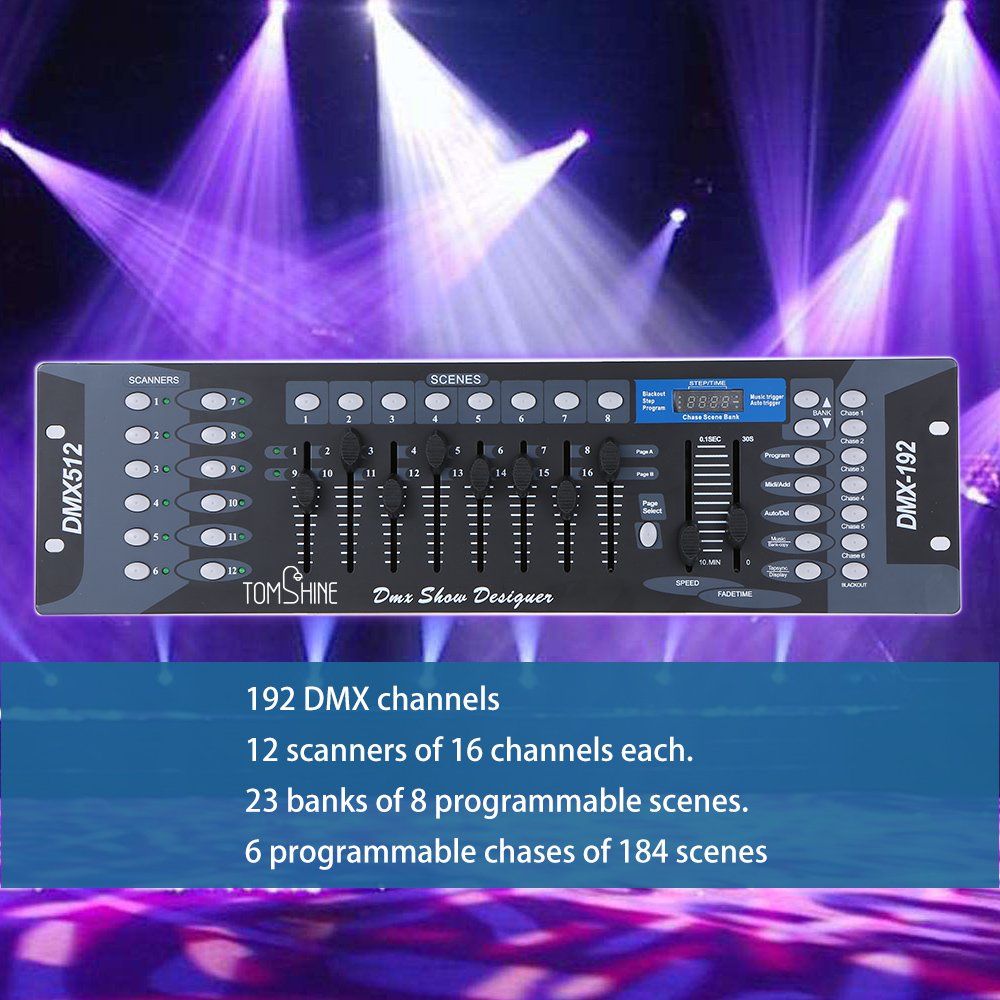 SCANNERS
1
2
3
4
5
6
7
8
9
10
11
12
DMX512
SCENES
1 2 3 4 5 6 7 8
1 2 3 4 5 6 7 8 Page A
9 10 11 12 13 14 15 16 Page B
Page
Select
STEP/TIME
Blackout
Step
Program
Music trigger
Auto trigger
Chase Scene Bank
0.1SEC 30S
10. MIN 0
SPEED
FADETIME
BANK
Program
Midi/Add
Auto/Del
Music
Bank-copy
Tapsync
Display
Chase 1
Chase 2
Chase 3
Chase 4
Chase 5
Chase 6
BLACKOUT
DMX-192
TOMSHINE
Dmx Show Desiguer
192 DMX channels
12 scanners of 16 channels each.
23 banks of 8 programmable scenes.
6 programmable chases of 184 scenes